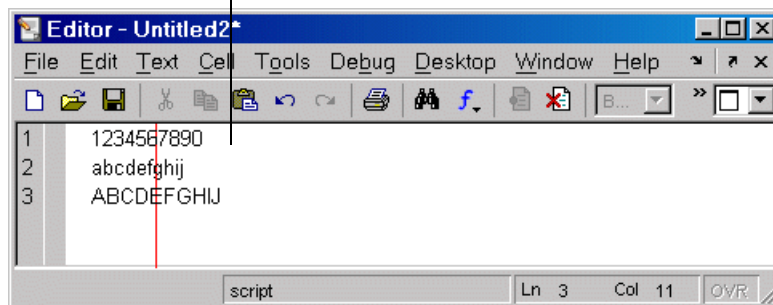 Editor - Untitled2*
File Edit Text Cell Tools Debug Desktop Window Help
B...
1 1234567890
2 abcdefghij
3 ABCDEFGHIJ
script Ln 3 Col 11 OVR